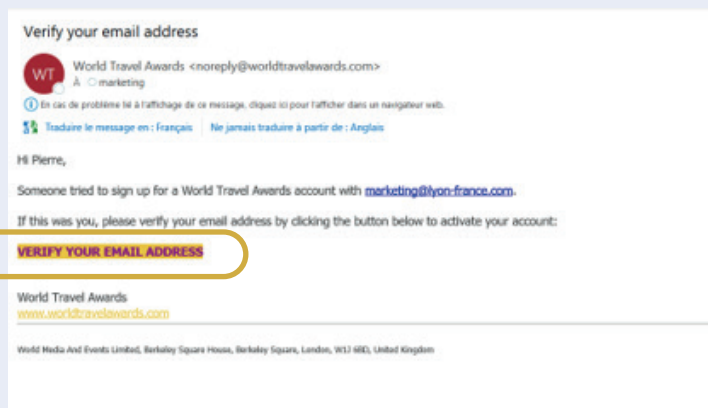 Verify your email address
WT
World Travel Awards <noreply@worldtravelawards.com>
À marketing
En cas de problème lié à l'affichage de ce message, cliquez ici pour l'afficher dans un navigateur web.
Traduire le message en : Français | Ne jamais traduire à partir de : Anglais
Hi Pierre,
Someone tried to sign up for a World Travel Awards account with marketing@lyon-france.com.
If this was you, please verify your email address by clicking the button below to activate your account:
VERIFY YOUR EMAIL ADDRESS
World Travel Awards
www.worldtravelawards.com
World Media And Events Limited, Berkeley Square House, Berkeley Square, London, W1J 6BD, United Kingdom